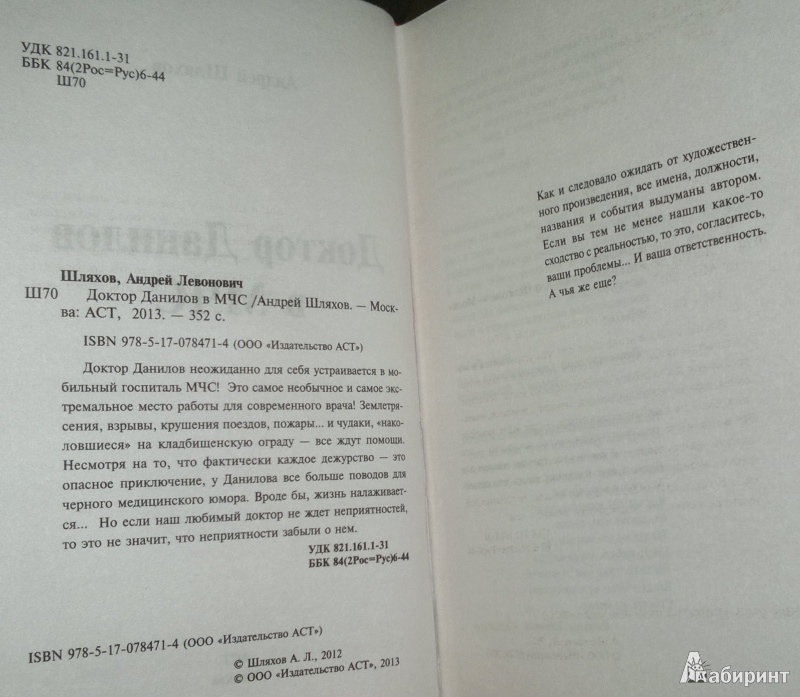 УДК 821.161.1-31
ББК 84(2Рос=Рус)6-44
Ш70
Шляхов, Андрей Левонович
Ш70 Доктор Данилов в МЧС /Андрей Шляхов. — Моск-
ва: АСТ, 2013. — 352 с.
ISBN 978-5-17-078471-4 (ООО «Издательство АСТ»)
Доктор Данилов неожиданно для себя устраивается в мо-
бильный госпиталь МЧС! Это самое необычное и самое экс-
тремальное место работы для современного врача! Землетря-
сения, взрывы, крушения поездов, пожары... и чудаки, «нако-
ловшиеся» на кладбищенскую ограду — все ждут помощи.
Несмотря на то, что фактически каждое дежурство — это
опасное приключение, у Данилова все больше поводов для
черного медицинского юмора. Вроде бы, жизнь налаживает-
ся... Но если наш любимый доктор не ждет неприятностей,
то это не значит, что неприятности забыли о нем.
УДК 821.161.1-31
ББК 84(2Рос=Рус)6-44
ISBN 978-5-17-078471-4 (ООО «Издательство АСТ»)
© Шляхов А. Л., 2012
© ООО «Издательство АСТ», 2013
Как и следовало ожидать от художествен-
ного произведения, все имена, должности,
названия и события выдуманы автором.
Если вы тем не менее нашли какое-то
сходство с реальностью, то это, согласитесь,
ваши проблемы... И ваша ответственность.
А чья же еще?
Андрей Шляхов
Доктор Данилов
Лабиринт